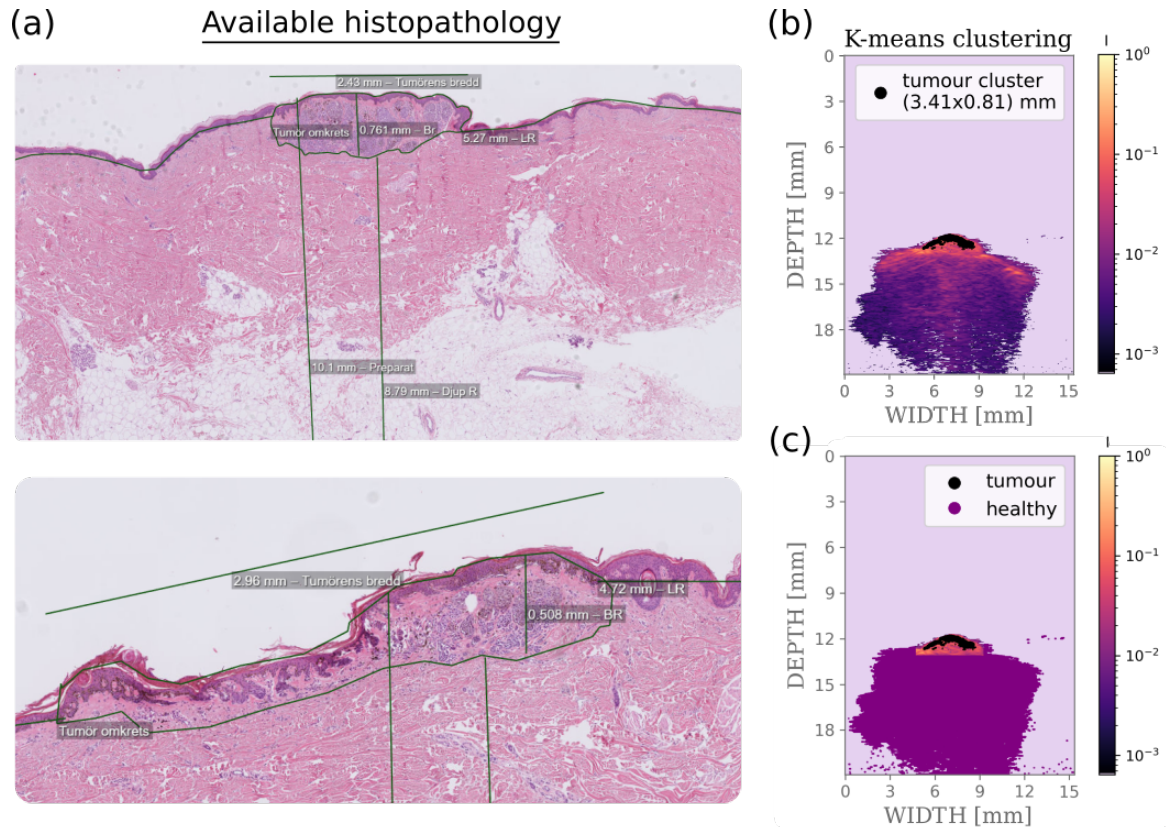 (a)
Available histopathology
2.43 mm – Tumörens bredd
Tumör omkrets
0.761 mm – Br
5.27 mm – LR
10.1 mm – Preparat
8.79 mm – Djup R
2.96 mm – Tumörens bredd
4.72 mm – LR
0.508 mm – BR
Tumör omkrets
(b)
K-means clustering
I
tumour cluster
(3.41x0.81) mm
DEPTH [mm]
0
3
6
9
12
15
18
0 3 6 9 12 15
WIDTH [mm]
10⁰
10⁻¹
10⁻²
10⁻³
(c)
I
tumour
healthy
DEPTH [mm]
0
3
6
9
12
15
18
0 3 6 9 12 15
WIDTH [mm]
10⁰
10⁻¹
10⁻²
10⁻³